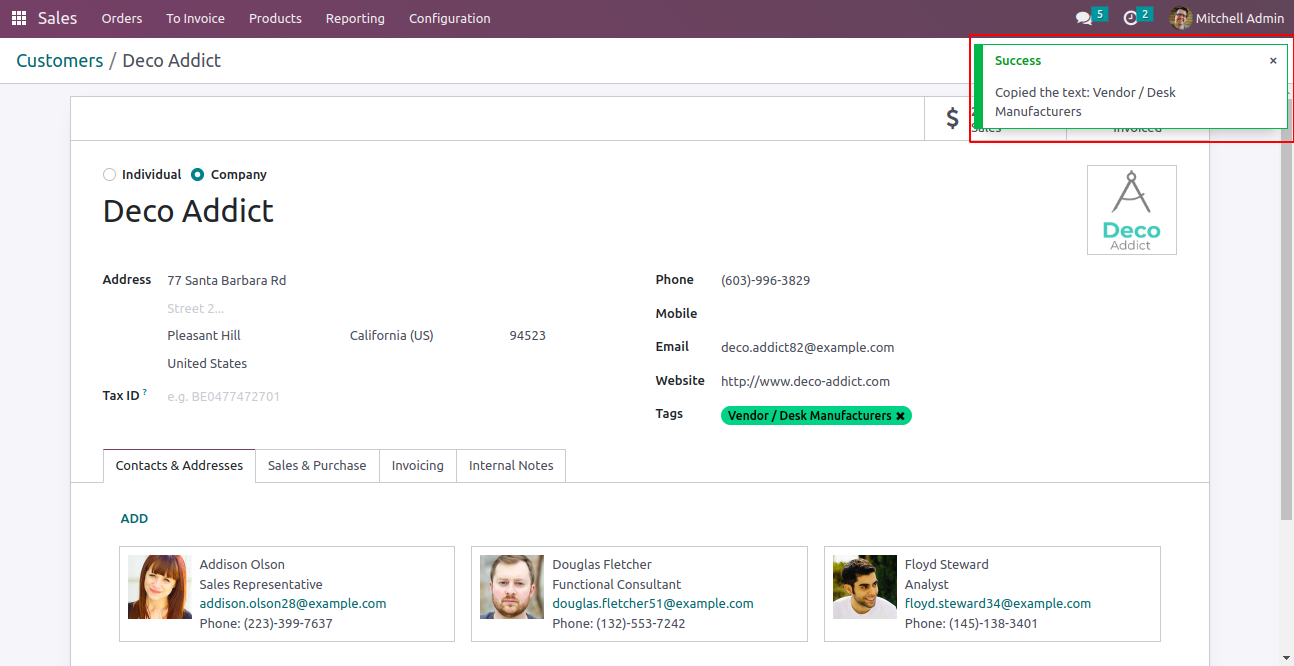 Sales Orders To Invoice Products Reporting Configuration 5 2 Mitchell Admin
Customers / Deco Addict
Success ×
Copied the text: Vendor / Desk
Manufacturers
$
Sales Invoiced
Individual Company
Deco Addict
Deco
Addict
Address 77 Santa Barbara Rd
Street 2...
Pleasant Hill California (US) 94523
United States
Tax ID ? e.g. BE0477472701
Phone (603)-996-3829
Mobile
Email deco.addict82@example.com
Website http://www.deco-addict.com
Tags Vendor / Desk Manufacturers ×
Contacts & Addresses Sales & Purchase Invoicing Internal Notes
ADD
Addison Olson
Sales Representative
addison.olson28@example.com
Phone: (223)-399-7637
Douglas Fletcher
Functional Consultant
douglas.fletcher51@example.com
Phone: (132)-553-7242
Floyd Steward
Analyst
floyd.steward34@example.com
Phone: (145)-138-3401